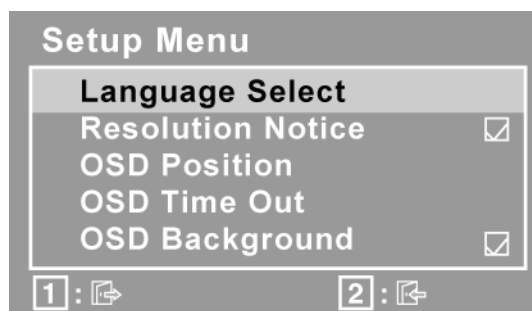 Setup Menu
Language Select
Resolution Notice
OSD Position
OSD Time Out
OSD Background
1 : 2 :